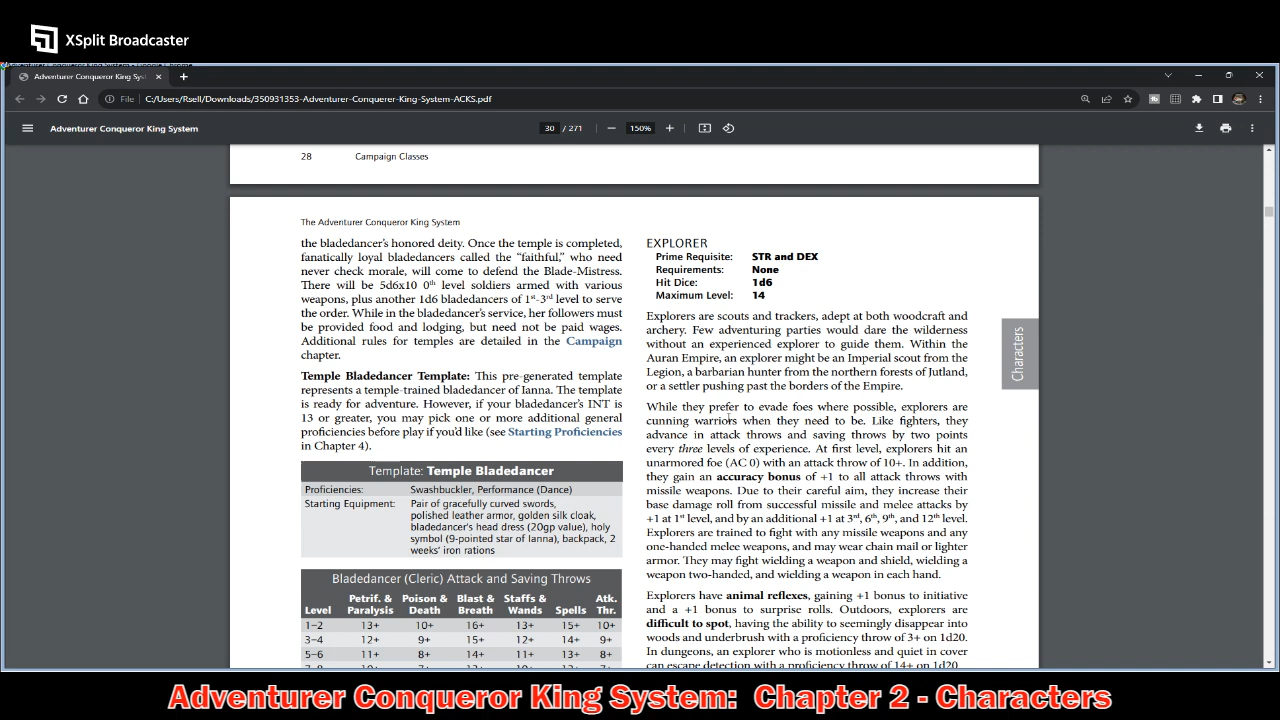 XSplit Broadcaster
Adventurer Conqueror King Sys
File
C:/Users/Rsell/Downloads/350931353-Adventurer-Conquerer-King-System-ACKS.pdf
Adventurer Conqueror King System
30 / 271
150%
28 Campaign Classes
The Adventurer Conqueror King System
the bladedancer's honored deity. Once the temple is completed,
fanatically loyal bladedancers called the "faithful," who need
never check morale, will come to defend the Blade-Mistress.
There will be 5d6x10 0th level soldiers armed with various
weapons, plus another 1d6 bladedancers of 1st-3rd level to serve
the order. While in the bladedancer's service, her followers must
be provided food and lodging, but need not be paid wages.
Additional rules for temples are detailed in the Campaign
chapter.
Temple Bladedancer Template: This pre-generated template
represents a temple-trained bladedancer of Ianna. The template
is ready for adventure. However, if your bladedancer's INT is
13 or greater, you may pick one or more additional general
proficiencies before play if you'd like (see Starting Proficiencies
in Chapter 4).
Template: Temple Bladedancer
Proficiencies: Swashbuckler, Performance (Dance)
Starting Equipment: Pair of gracefully curved swords,
polished leather armor, golden silk cloak,
bladedancer's head dress (20gp value), holy
symbol (9-pointed star of Ianna), backpack, 2
weeks' iron rations
Bladedancer (Cleric) Attack and Saving Throws
Petrif. & Poison & Blast & Staffs & Atk.
Level Paralysis Death Breath Wands Spells Thr.
1–2 13+ 10+ 16+ 13+ 15+ 10+
3–4 12+ 9+ 15+ 12+ 14+ 9+
5–6 11+ 8+ 14+ 11+ 13+ 8+
EXPLORER
Prime Requisite: STR and DEX
Requirements: None
Hit Dice: 1d6
Maximum Level: 14
Explorers are scouts and trackers, adept at both woodcraft and
archery. Few adventuring parties would dare the wilderness
without an experienced explorer to guide them. Within the
Auran Empire, an explorer might be an Imperial scout from the
Legion, a barbarian hunter from the northern forests of Jutland,
or a settler pushing past the borders of the Empire.
While they prefer to evade foes where possible, explorers are
cunning warriors when they need to be. Like fighters, they
advance in attack throws and saving throws by two points
every three levels of experience. At first level, explorers hit an
unarmored foe (AC 0) with an attack throw of 10+. In addition,
they gain an accuracy bonus of +1 to all attack throws with
missile weapons. Due to their careful aim, they increase their
base damage roll from successful missile and melee attacks by
+1 at 1st level, and by an additional +1 at 3rd, 6th, 9th, and 12th level.
Explorers are trained to fight with any missile weapons and any
one-handed melee weapons, and may wear chain mail or lighter
armor. They may fight wielding a weapon and shield, wielding a
weapon two-handed, and wielding a weapon in each hand.
Explorers have animal reflexes, gaining +1 bonus to initiative
and a +1 bonus to surprise rolls. Outdoors, explorers are
difficult to spot, having the ability to seemingly disappear into
woods and underbrush with a proficiency throw of 3+ on 1d20.
In dungeons, an explorer who is motionless and quiet in cover
can escape detection with a proficiency throw of 14+ on 1d20.
Characters
Adventurer Conqueror King System: Chapter 2 - Characters